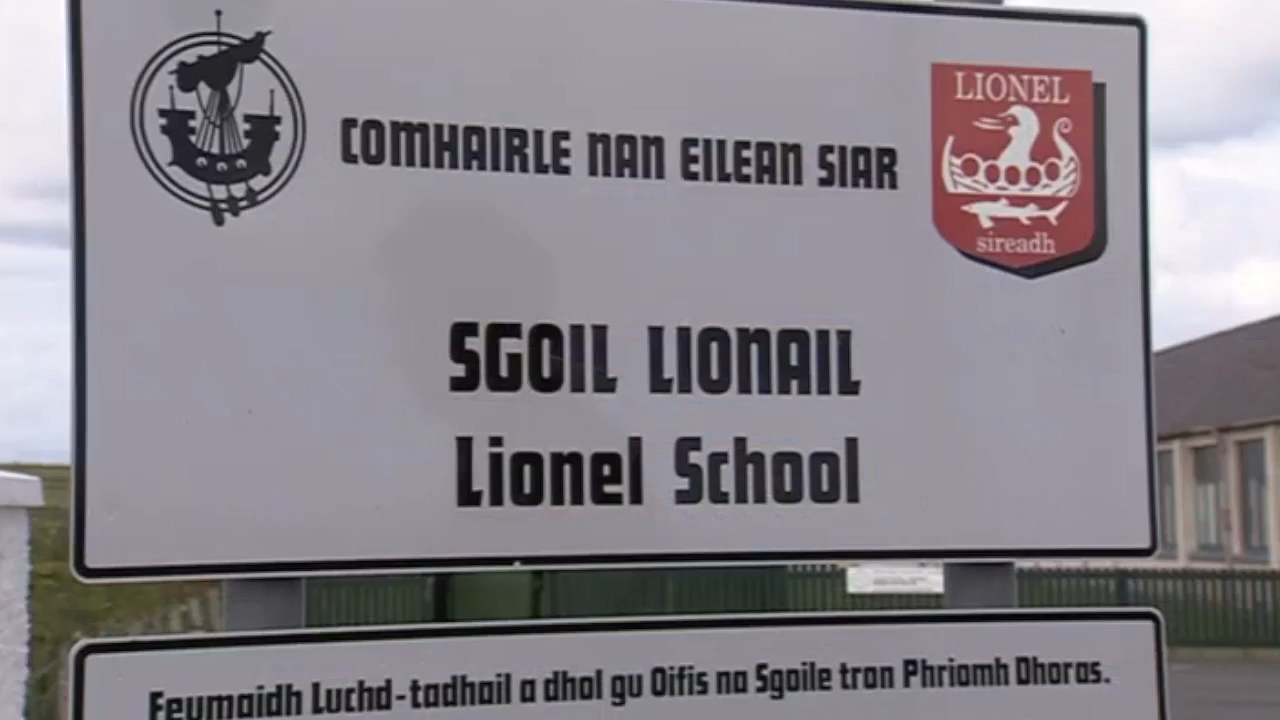 COMHAIRLE NAN EILEAN SIAR
LIONEL
sireadh
SGOIL LIONAIL
Lionel School
Feumaidh Luchd-tadhail a dhol gu Oifis na Sgoile tron Phriomh Dhoras.